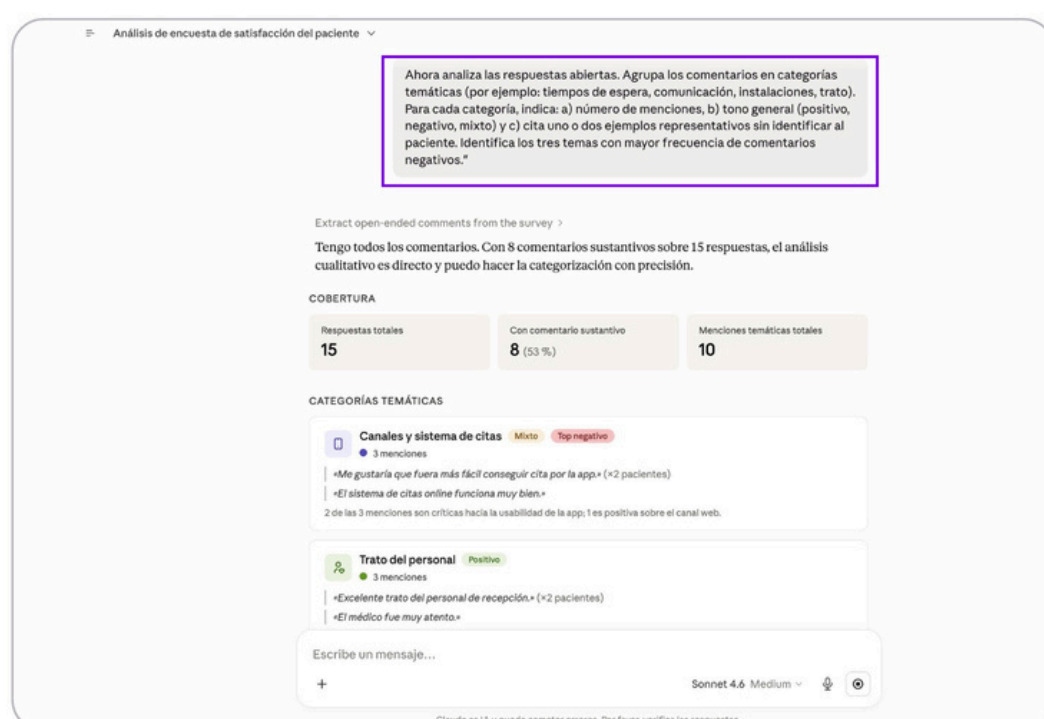 Análisis de encuesta de satisfacción del paciente
Ahora analiza las respuestas abiertas. Agrupa los comentarios en categorías
temáticas (por ejemplo: tiempos de espera, comunicación, instalaciones, trato).
Para cada categoría, indica: a) número de menciones, b) tono general (positivo,
negativo, mixto) y c) cita uno o dos ejemplos representativos sin identificar al
paciente. Identifica los tres temas con mayor frecuencia de comentarios
negativos.”
Extract open-ended comments from the survey >
Tengo todos los comentarios. Con 8 comentarios sustantivos sobre 15 respuestas, el análisis
cualitativo es directo y puedo hacer la categorización con precisión.
COBERTURA
Respuestas totales
15
Con comentario sustantivo
8 (53 %)
Menciones temáticas totales
10
CATEGORÍAS TEMÁTICAS
Canales y sistema de citas Mixto Top negativo
3 menciones
«Me gustaría que fuera más fácil conseguir cita por la app.» (×2 pacientes)
«El sistema de citas online funciona muy bien.»
2 de las 3 menciones son críticas hacia la usabilidad de la app; 1 es positiva sobre el canal web.
Trato del personal Positivo
3 menciones
«Excelente trato del personal de recepción.» (×2 pacientes)
«El médico fue muy atento.»
Escribe un mensaje...
+ Sonnet 4.6 Medium